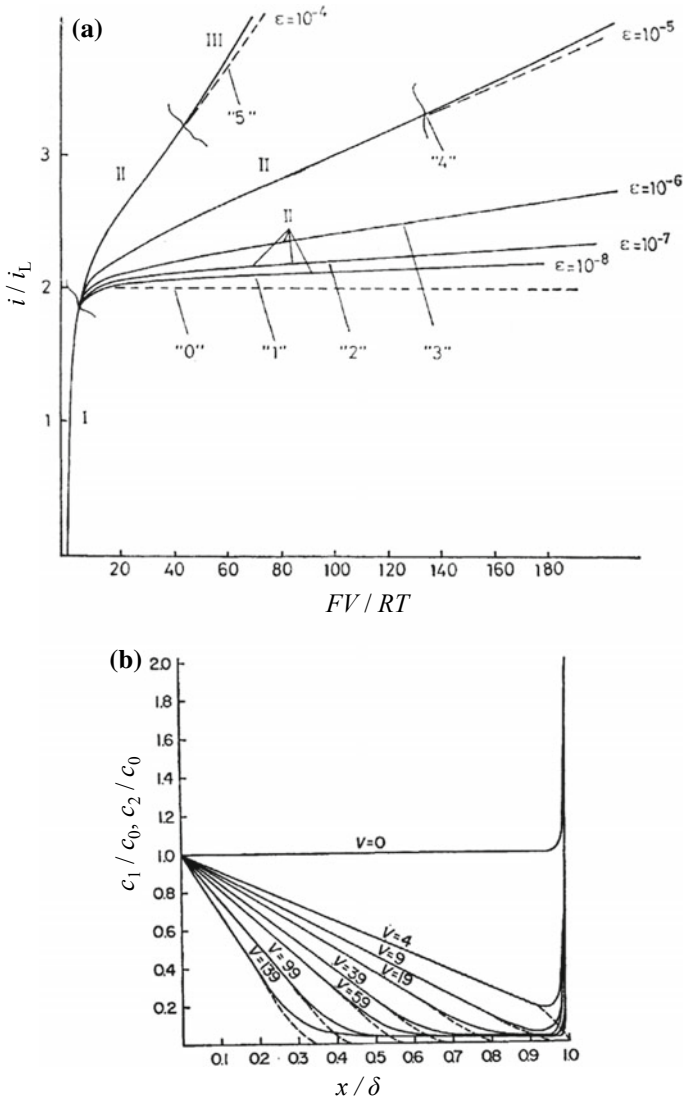 (a)
III
ε=10⁻⁴
ε=10⁻⁵
"5"
II
II
"4"
3
ε=10⁻⁶
II
ε=10⁻⁷
ε=10⁻⁸
i / i_L
2
"0"
"1"
"2"
"3"
1
I
20 40 60 80 100 120 140 160 180
FV / RT
(b)
2.0
1.8
1.6
1.4
1.2
V=0
1.0
c₁ / c₀, c₂ / c₀
0.8
0.6
V=4
V=9
V=19
0.4
V=39
V=59
V=99
V=139
0.2
0.1 0.2 0.3 0.4 0.5 0.6 0.7 0.8 0.9 1.0
x / δ